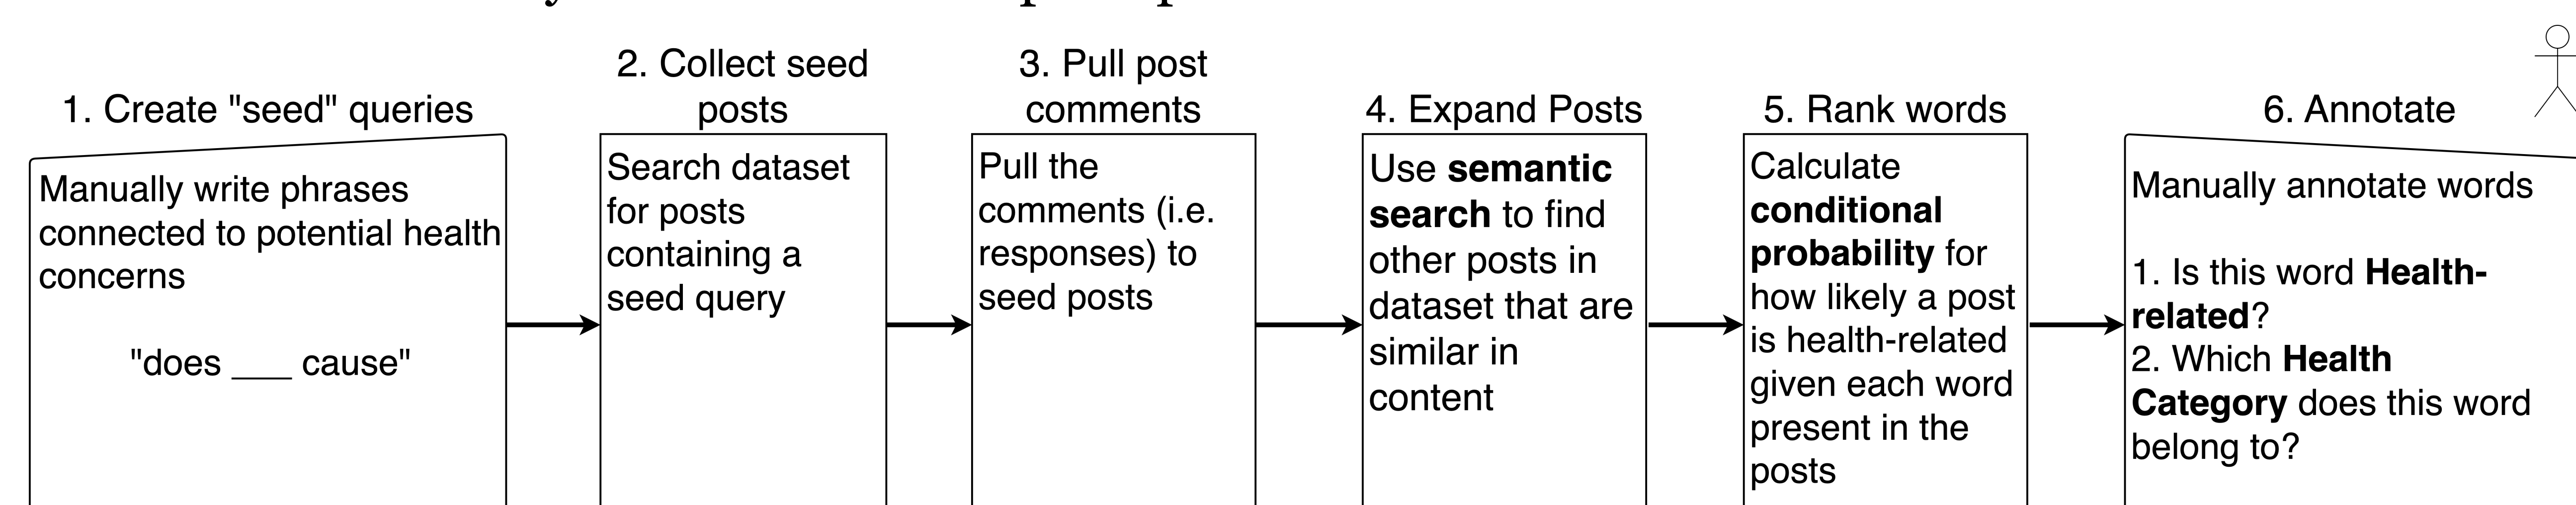 1. Create "seed" queries
Manually write phrases
connected to potential health
concerns
"does ___ cause"
2. Collect seed
posts
Search dataset
for posts
containing a
seed query
3. Pull post
comments
Pull the
comments (i.e.
responses) to
seed posts
4. Expand Posts
Use semantic
search to find
other posts in
dataset that are
similar in
content
5. Rank words
Calculate
conditional
probability for
how likely a post
is health-related
given each word
present in the
posts
6. Annotate
Manually annotate words
1. Is this word Health-
related?
2. Which Health
Category does this word
belong to?